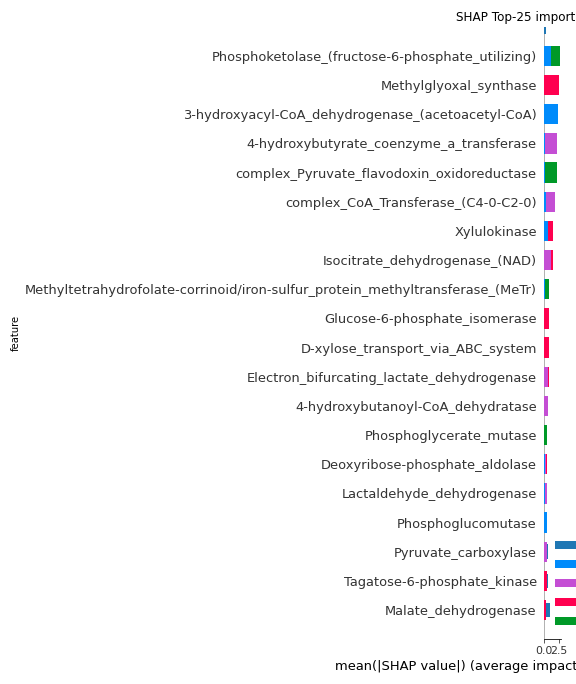 SHAP Top-25 import
Phosphoketolase_(fructose-6-phosphate_utilizing)
Methylglyoxal_synthase
3-hydroxyacyl-CoA_dehydrogenase_(acetoacetyl-CoA)
4-hydroxybutyrate_coenzyme_a_transferase
complex_Pyruvate_flavodoxin_oxidoreductase
complex_CoA_Transferase_(C4-0-C2-0)
Xylulokinase
Isocitrate_dehydrogenase_(NAD)
Methyltetrahydrofolate-corrinoid/iron-sulfur_protein_methyltransferase_(MeTr)
Glucose-6-phosphate_isomerase
feature
D-xylose_transport_via_ABC_system
Electron_bifurcating_lactate_dehydrogenase
4-hydroxybutanoyl-CoA_dehydratase
Phosphoglycerate_mutase
Deoxyribose-phosphate_aldolase
Lactaldehyde_dehydrogenase
Phosphoglucomutase
Pyruvate_carboxylase
Tagatose-6-phosphate_kinase
Malate_dehydrogenase
0.0 2.5
mean(|SHAP value|) (average impact